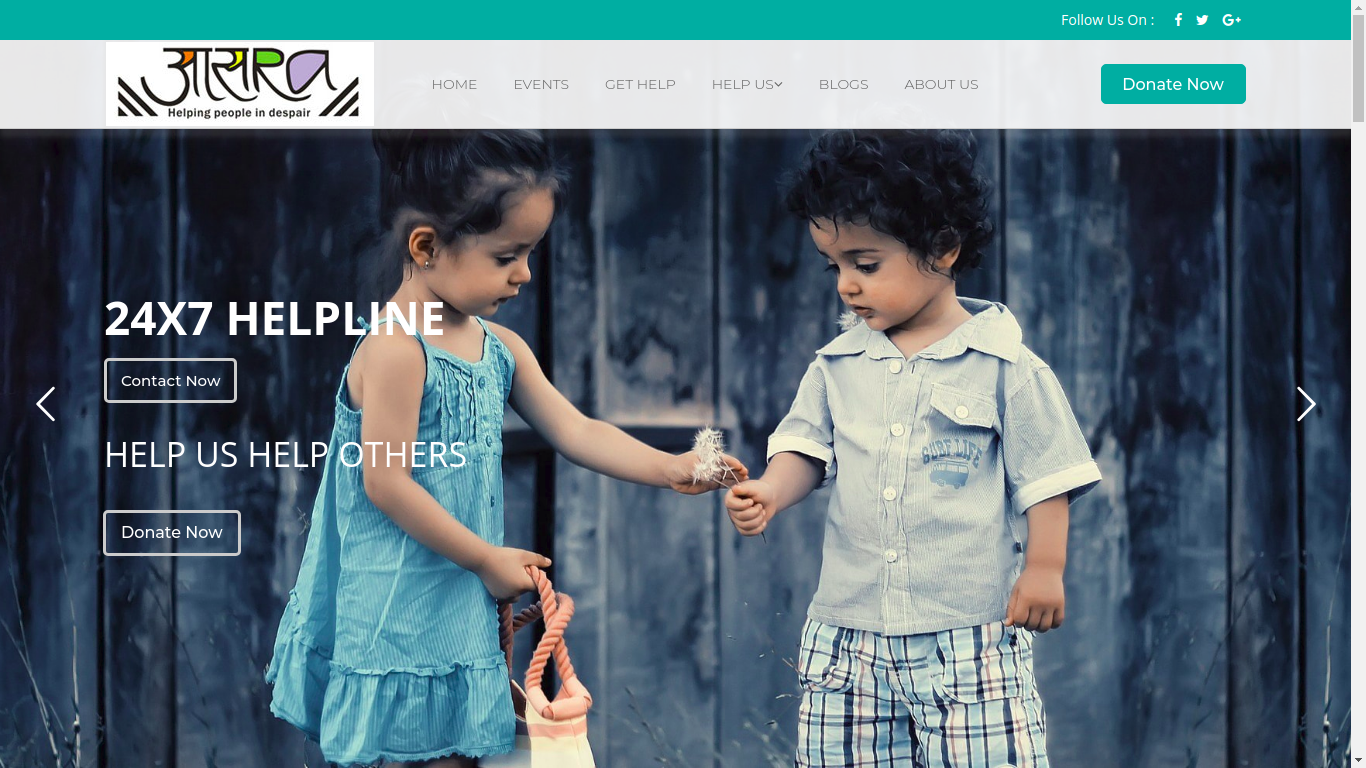 Follow Us On :
आसरा
Helping people in despair
HOME
EVENTS
GET HELP
HELP US
BLOGS
ABOUT US
Donate Now
24X7 HELPLINE
Contact Now
HELP US HELP OTHERS
Donate Now